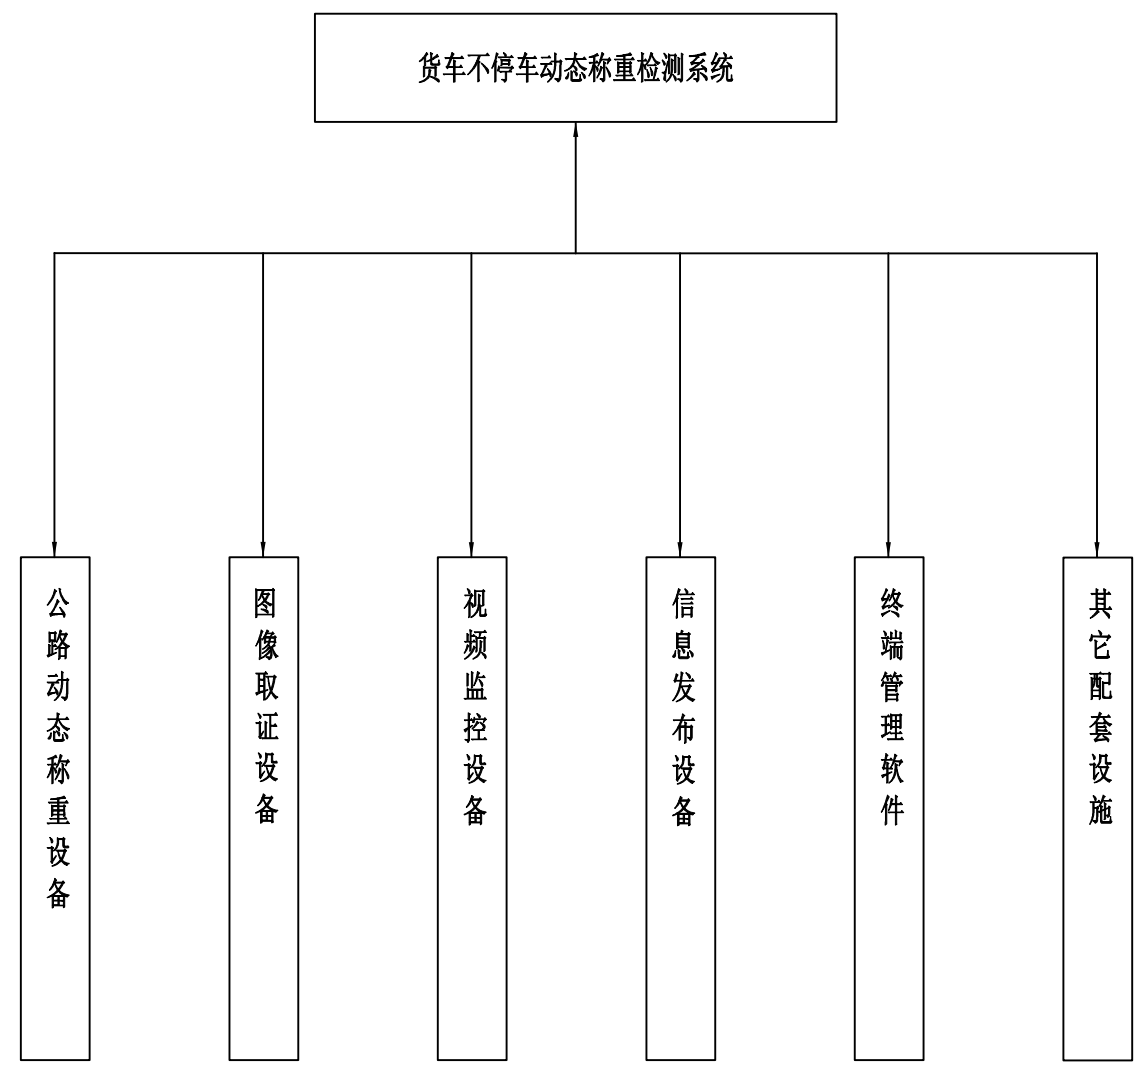 货车不停车动态称重检测系统
公路动态称重设备
图像取证设备
视频监控设备
信息发布设备
终端管理软件
其它配套设施